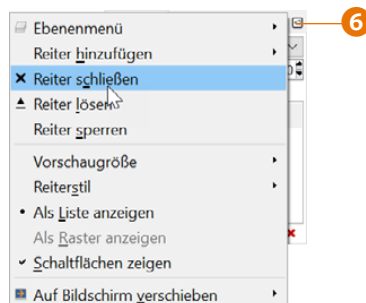 Ebenenmenü
6
Reiter hinzufügen
Reiter schließen
Reiter lösen
Reiter sperren
Vorschaugröße
Reiterstil
Als Liste anzeigen
Als Raster anzeigen
Schaltflächen zeigen
Auf Bildschirm verschieben